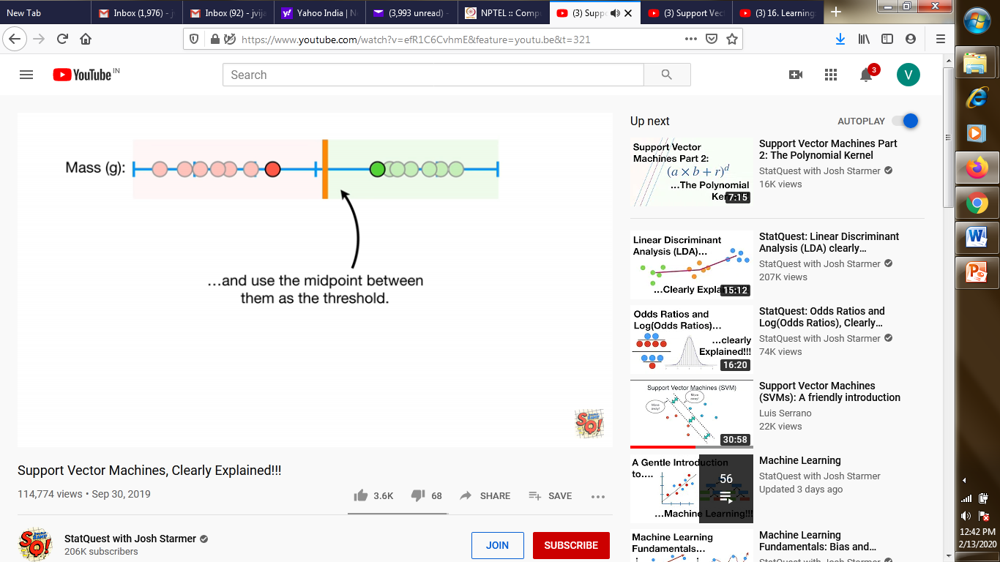 New Tab
Inbox (1,976) - j
Inbox (92) - jvija
Yahoo India | N
(3,993 unread) -
NPTEL :: Comp
(3) Suppo
(3) Support Vec
(3) 16. Learning
https://www.youtube.com/watch?v=efR1C6CvhmE&feature=youtu.be&t=321
YouTube IN
Search
3
V
Mass (g):
…and use the midpoint between
them as the threshold.
Support Vector Machines, Clearly Explained!!!
114,774 views • Sep 30, 2019
3.6K
68
SHARE
SAVE
StatQuest with Josh Starmer
206K subscribers
JOIN
SUBSCRIBE
Up next
AUTOPLAY
Support Vector
Machines Part 2:
(a × b + r)^d
…The Polynomial
7:15
Support Vector Machines Part
2: The Polynomial Kernel
StatQuest with Josh Starmer
16K views
Linear Discriminant
Analysis (LDA)…
…Clearly Expla
15:12
StatQuest: Linear Discriminant
Analysis (LDA) clearly…
StatQuest with Josh Starmer
207K views
Odds Ratios and
Log(Odds Ratios)…
…clearly
Explained!!!
16:20
StatQuest: Odds Ratios and
Log(Odds Ratios), Clearly…
StatQuest with Josh Starmer
74K views
Support Vector Machines (SVM)
Move
away!
Move
away!
30:58
Support Vector Machines
(SVMs): A friendly introduction
Luis Serrano
22K views
A Gentle Introduction
to….
…Machine Learning!!!
56
Machine Learning
StatQuest with Josh Starmer
Updated 3 days ago
Machine Learning
Fundamentals…
Machine Learning
Fundamentals: Bias and…
StatQuest with Josh Starmer
12:42 PM
2/13/2020